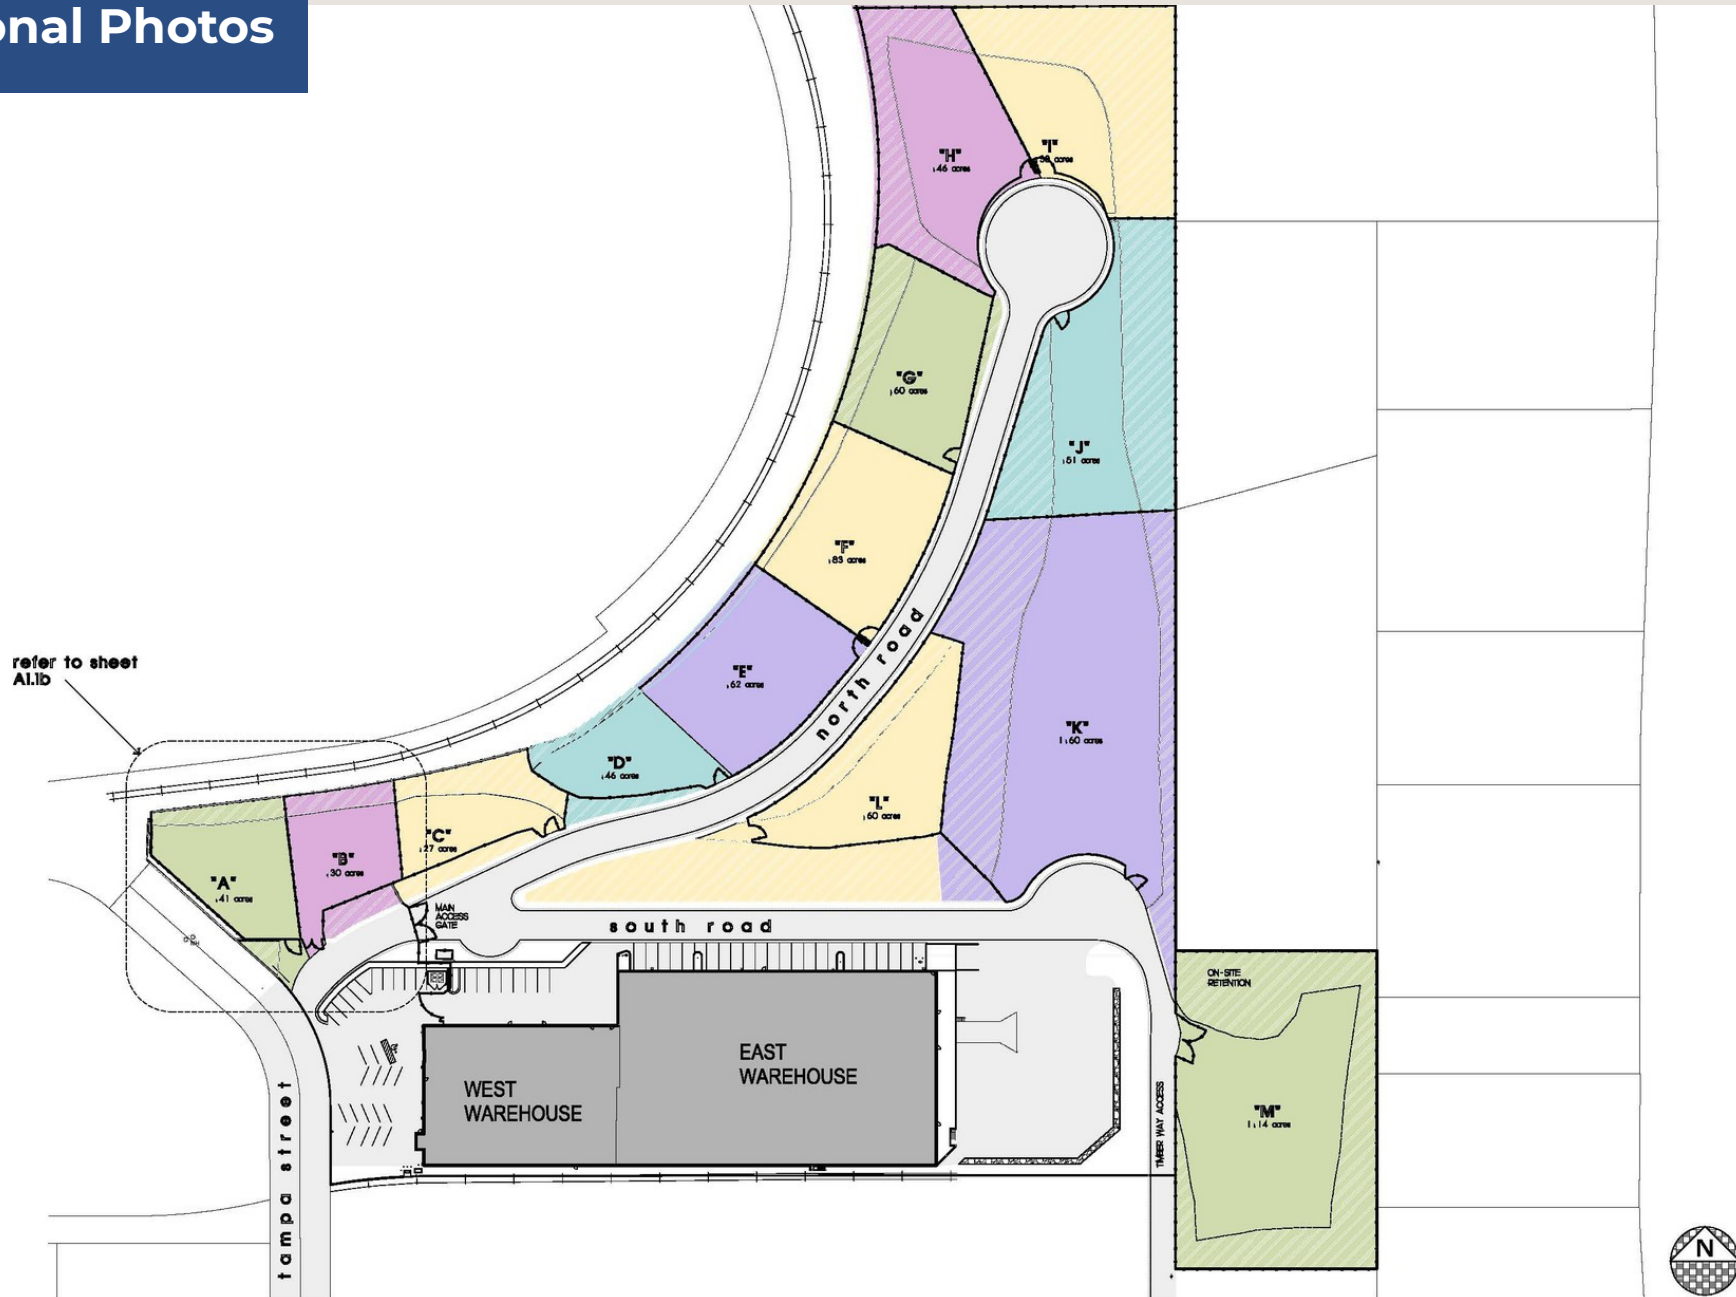 onal Photos
"H"
.46 acres
"I"
"G"
.60 acres
"J"
.51 acres
"F"
.83 acres
"E"
.62 acres
north road
refer to sheet
A1.1b
"D"
.46 acres
"K"
1.60 acres
"L"
.60 acres
"C"
.27 acres
"B"
.30 acres
"A"
.41 acres
MAIN
ACCESS
GATE
south road
ON-SITE
RETENTION
EAST
WAREHOUSE
WEST
WAREHOUSE
"M"
1.14 acres
TIMBER WAY ACCESS
tampa street
N